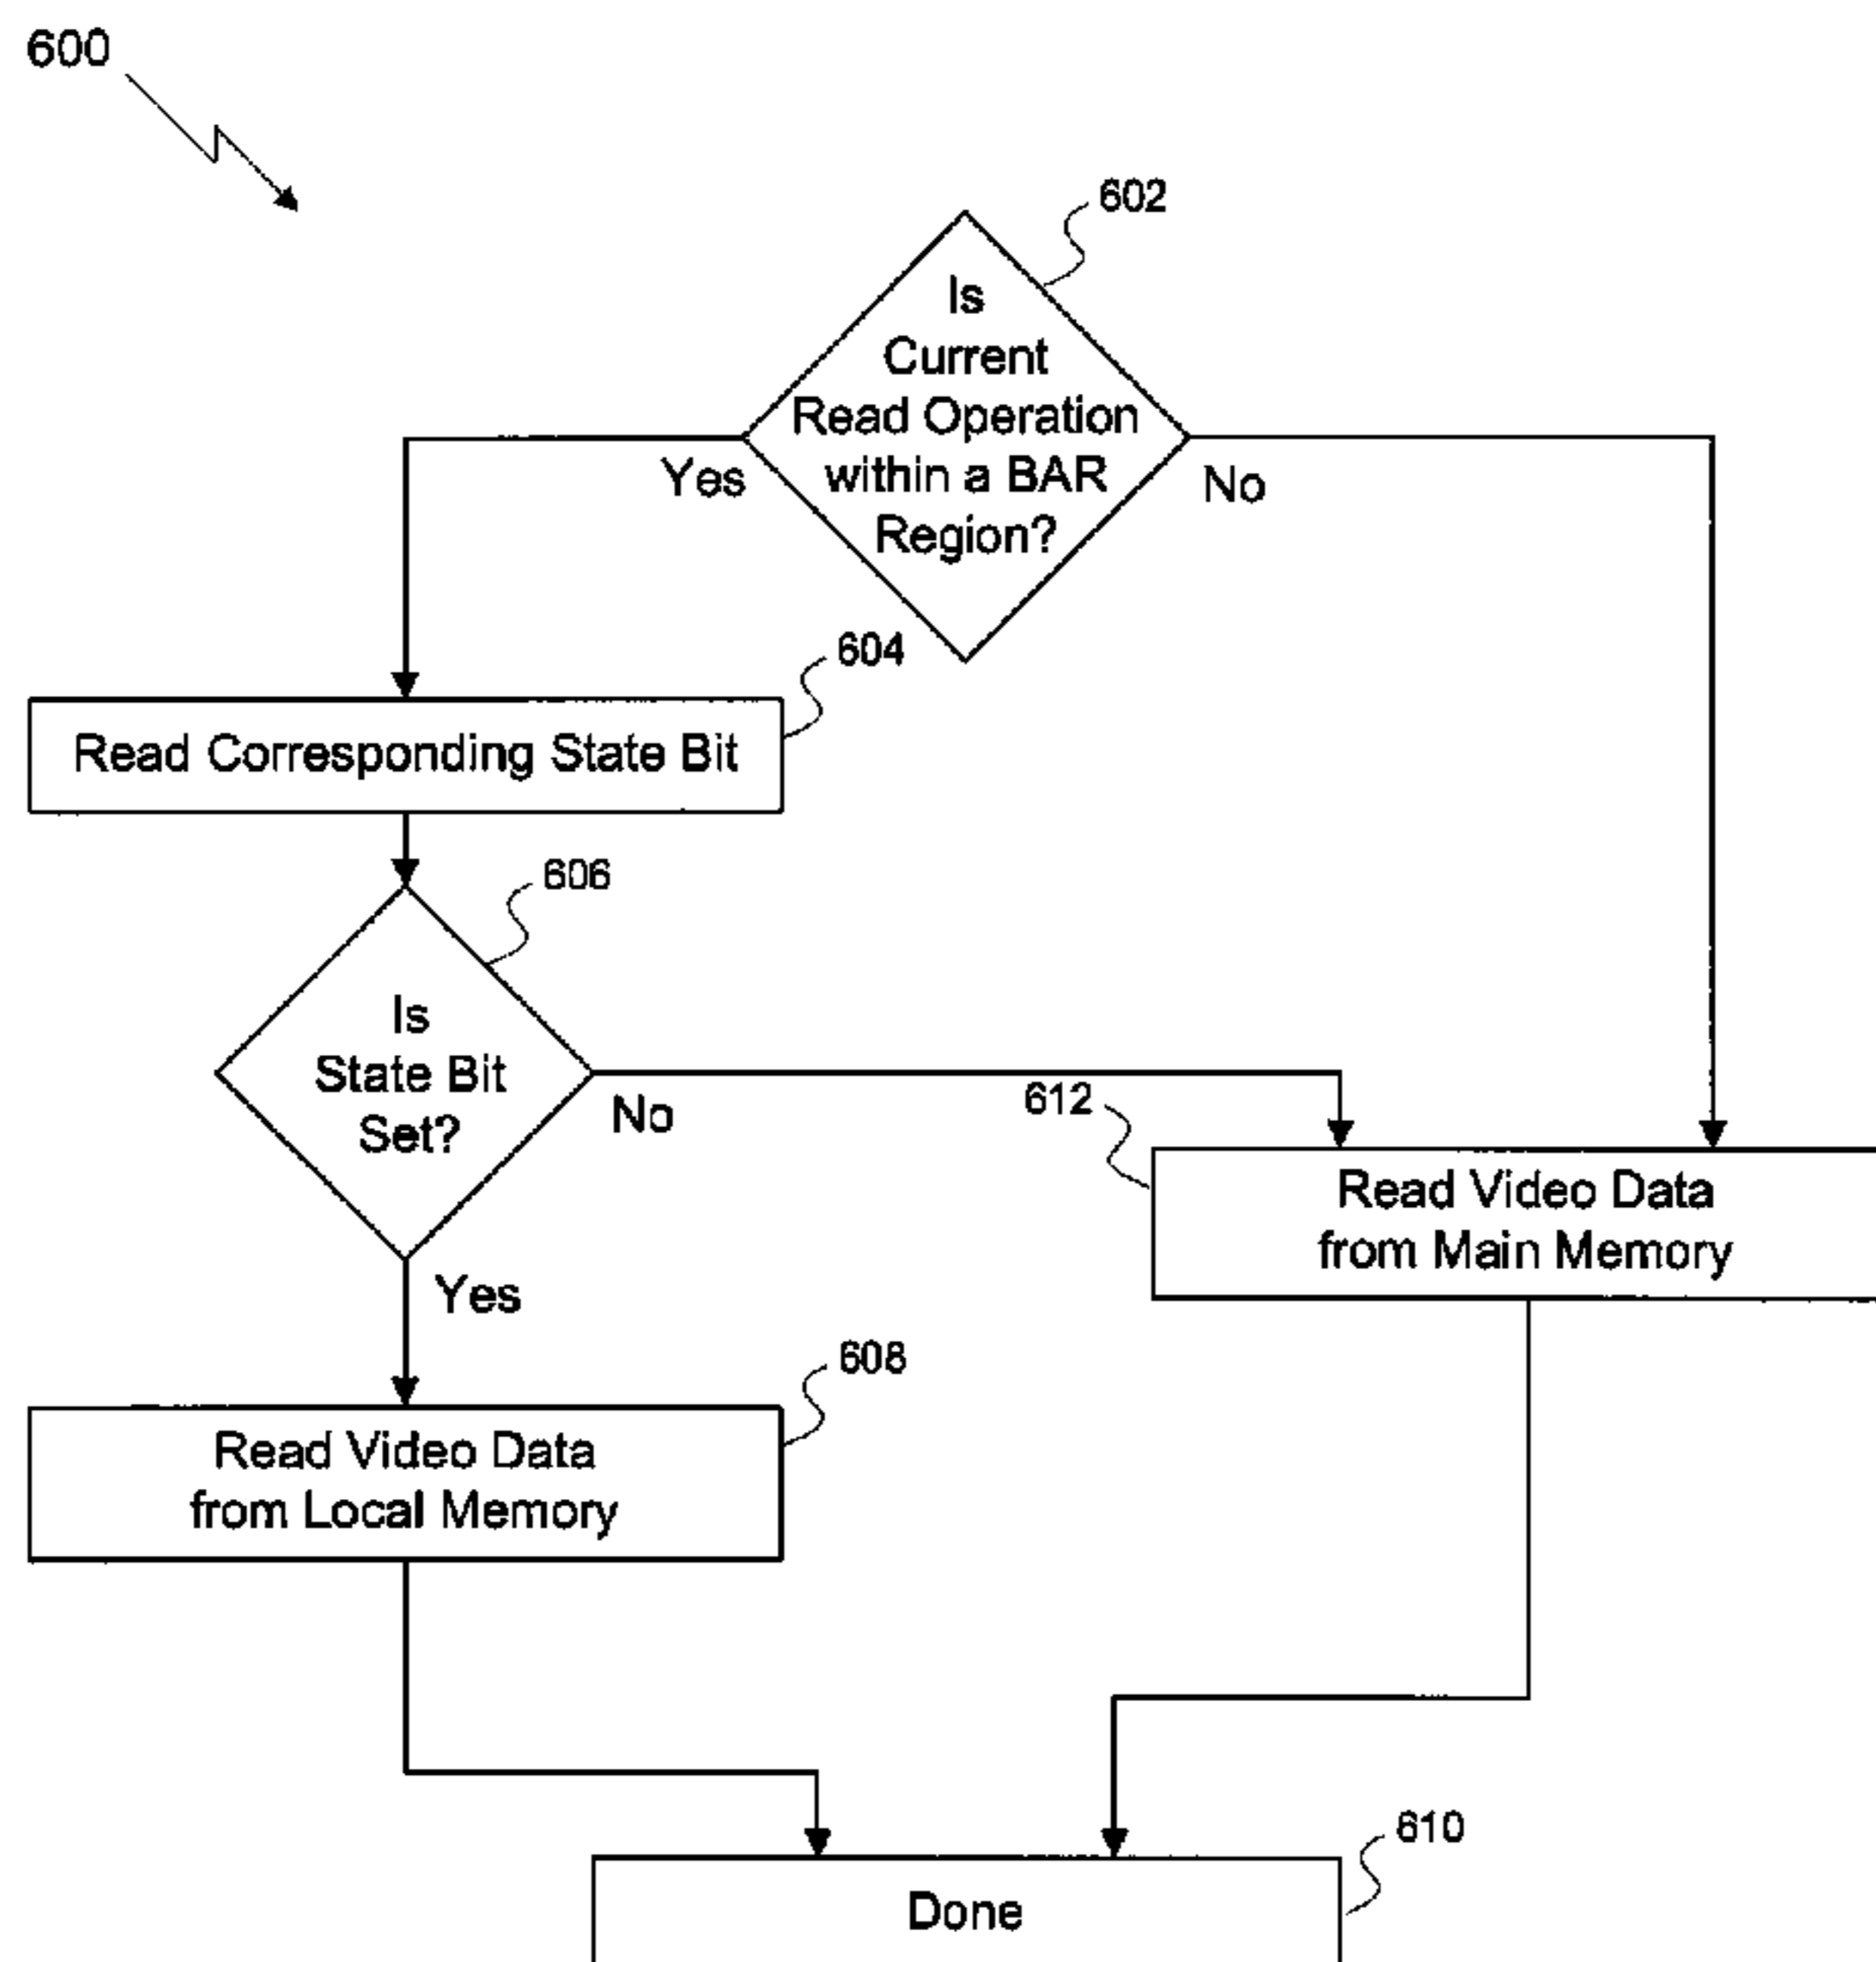 600
602
Is
Current
Read Operation
within a BAR
Region?
Yes
No
604
Read Corresponding State Bit
606
Is
State Bit
Set?
No
612
Read Video Data
from Main Memory
Yes
608
Read Video Data
from Local Memory
610
Done